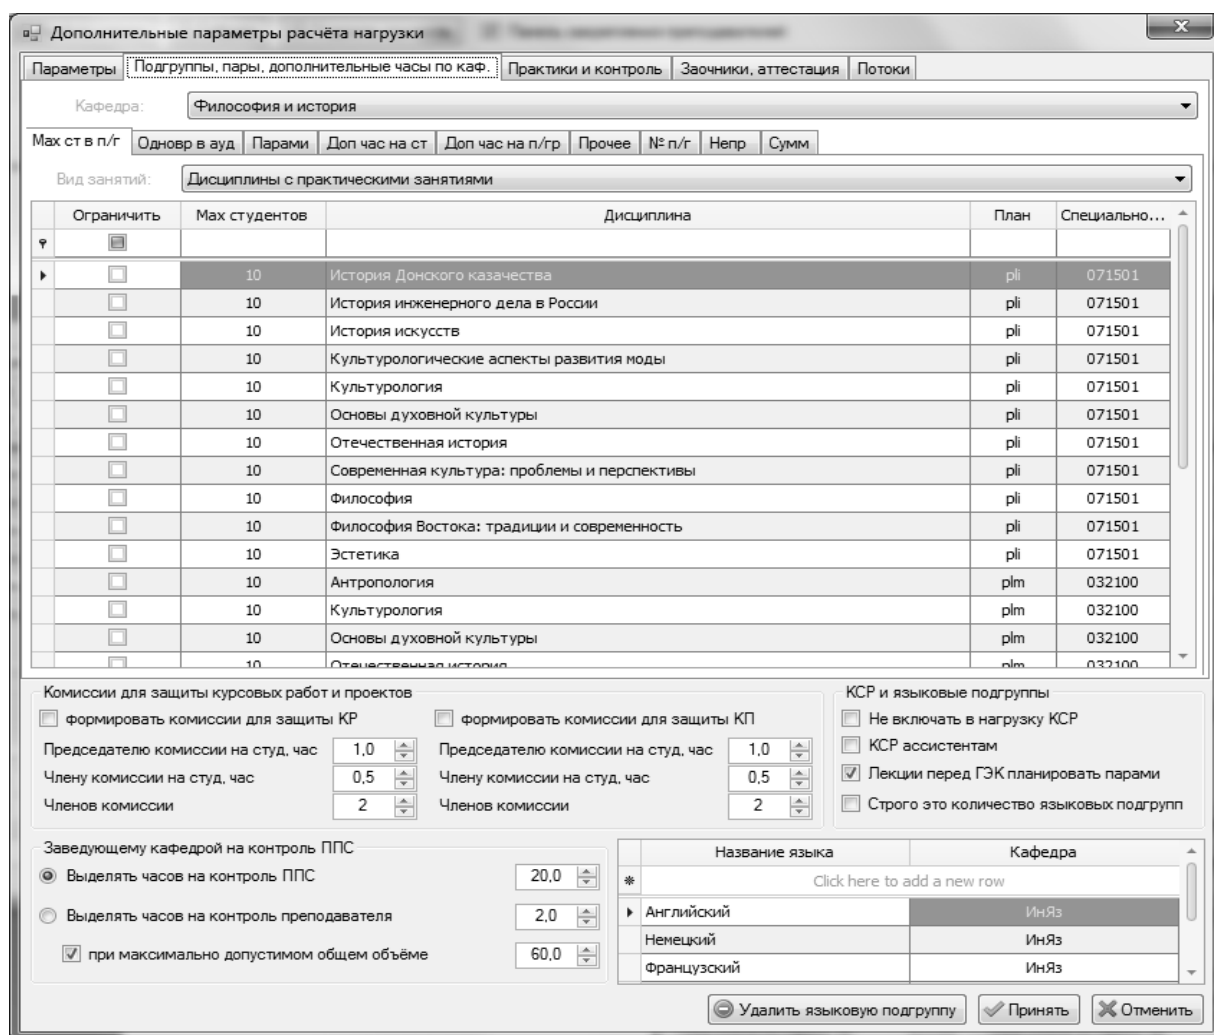 Дополнительные параметры расчёта нагрузки
Параметры Подгруппы, пары, дополнительные часы по каф. Практики и контроль Заочники, аттестация Потоки
Кафедра: Философия и история
Мах ст в п/г Одновр в ауд Парами Доп час на ст Доп час на п/гр Прочее № п/г Непр Сумм
Вид занятий: Дисциплины с практическими занятиями
Ограничить Мах студентов Дисциплина План Специально...
10 История Донского казачества pli 071501
10 История инженерного дела в России pli 071501
10 История искусств pli 071501
10 Культурологические аспекты развития моды pli 071501
10 Культурология pli 071501
10 Основы духовной культуры pli 071501
10 Отечественная история pli 071501
10 Современная культура: проблемы и перспективы pli 071501
10 Философия pli 071501
10 Философия Востока: традиции и современность pli 071501
10 Эстетика pli 071501
10 Антропология plm 032100
10 Культурология plm 032100
10 Основы духовной культуры plm 032100
10 Отечественная история plm 032100
Комиссии для защиты курсовых работ и проектов КСР и языковые подгруппы
формировать комиссии для защиты КР формировать комиссии для защиты КП Не включать в нагрузку КСР
Председателю комиссии на студ, час 1,0 Председателю комиссии на студ, час 1,0 КСР ассистентам
Члену комиссии на студ, час 0,5 Члену комиссии на студ, час 0,5 Лекции перед ГЭК планировать парами
Членов комиссии 2 Членов комиссии 2 Строго это количество языковых подгрупп
Заведующему кафедрой на контроль ППС Название языка Кафедра
Выделять часов на контроль ППС 20,0 Click here to add a new row
Выделять часов на контроль преподавателя 2,0 Английский ИнЯз
Немецкий ИнЯз
при максимально допустимом общем объёме 60,0 Французский ИнЯз
Удалить языковую подгруппу Принять Отменить